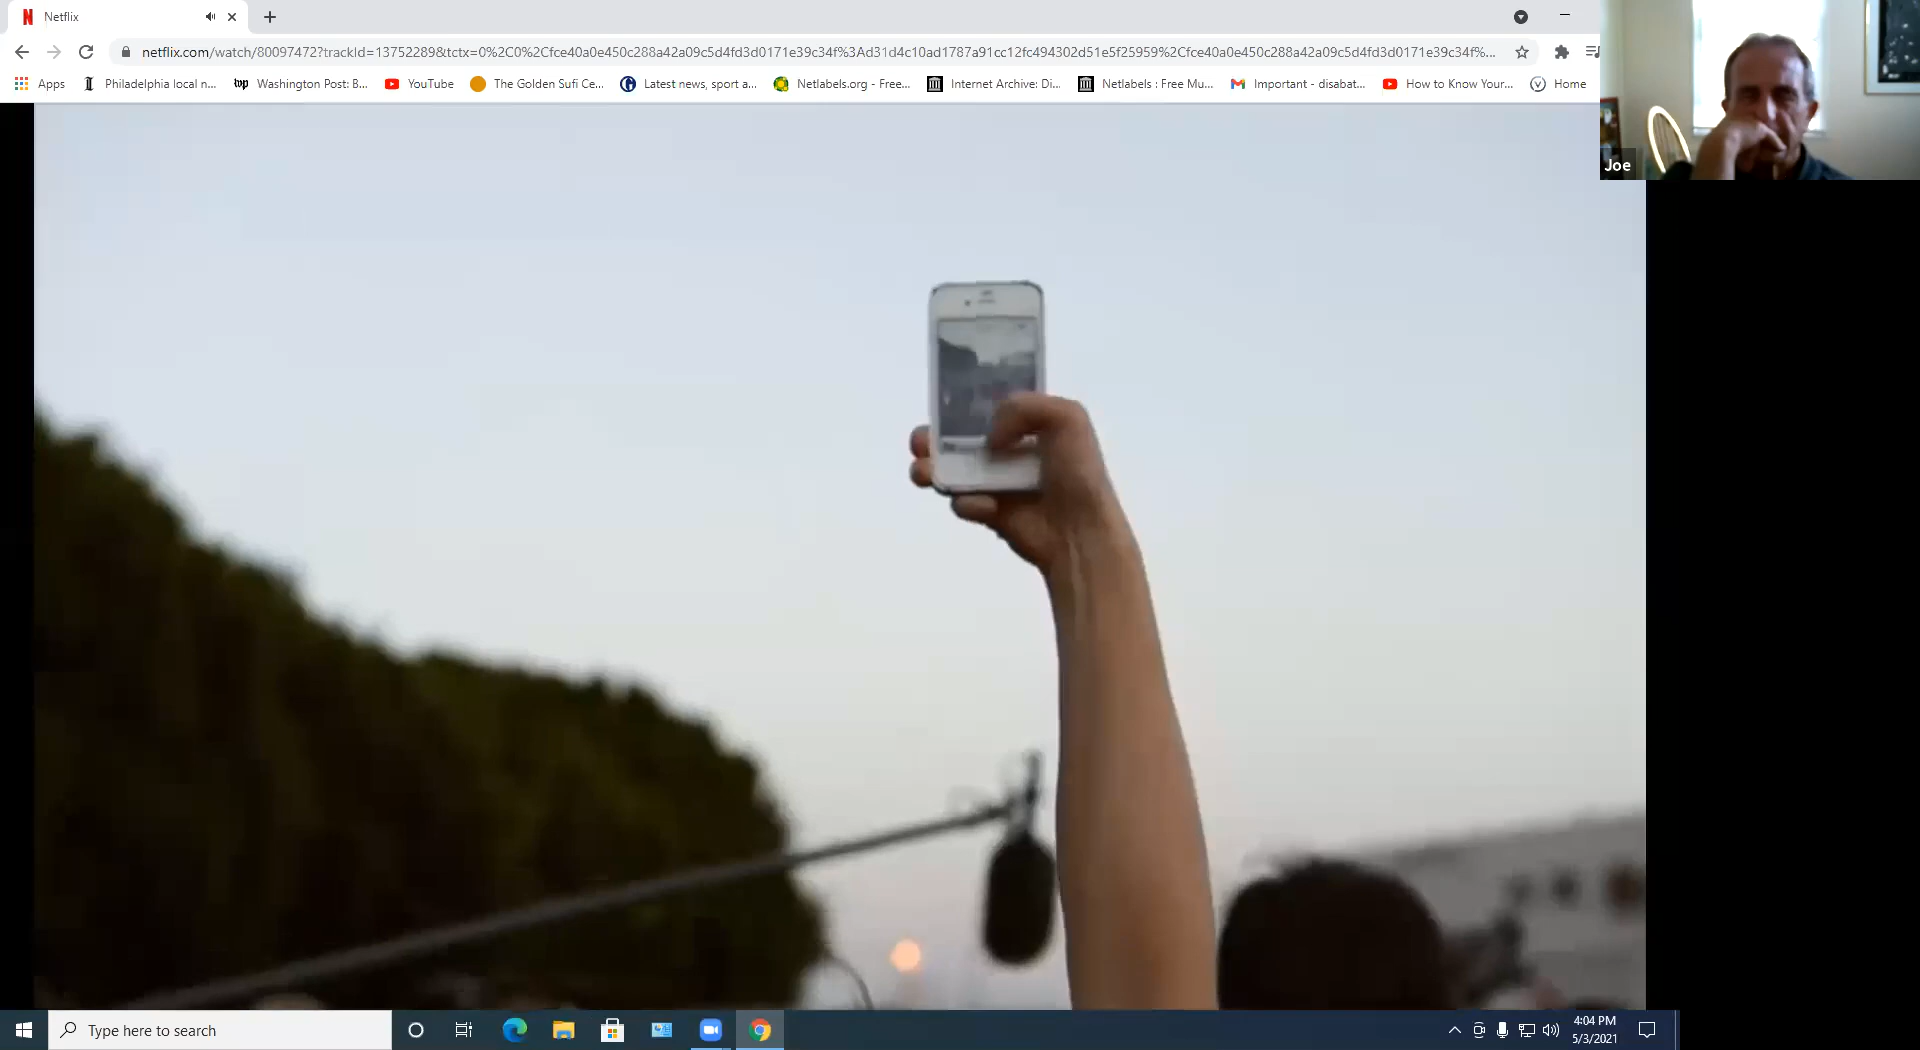 Netflix
netflix.com/watch/80097472?trackId=13752289&tctx=0%2C0%2Cfce40a0e450c288a42a09c5d4fd3d0171e39c34f%3Ad31d4c10ad1787a91cc12fc494302d51e5f25959%2Cfce40a0e450c288a42a09c5d4fd3d0171e39c34f%...
Apps Philadelphia local n... wp Washington Post: B... YouTube The Golden Sufi Ce... Latest news, sport a... Netlabels.org - Free... Internet Archive: Di... Netlabels : Free Mu... Important - disabat... How to Know Your... Home
Joe
Type here to search
4:04 PM
5/3/2021